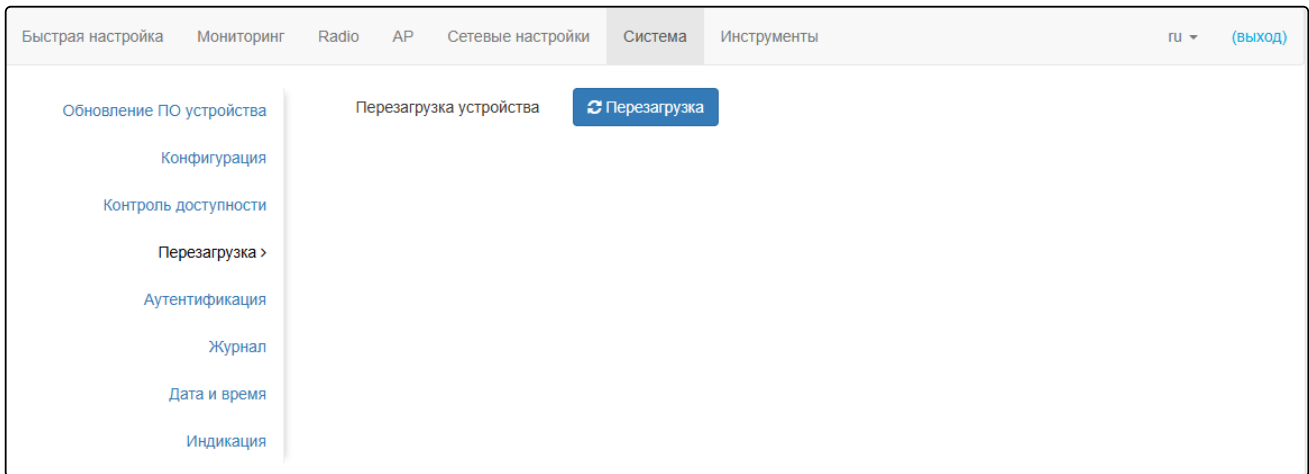 Быстрая настройка Мониторинг Radio AP Сетевые настройки Система Инструменты ru (выход)
Обновление ПО устройства
Конфигурация
Контроль доступности
Перезагрузка >
Аутентификация
Журнал
Дата и время
Индикация
Перезагрузка устройства Перезагрузка